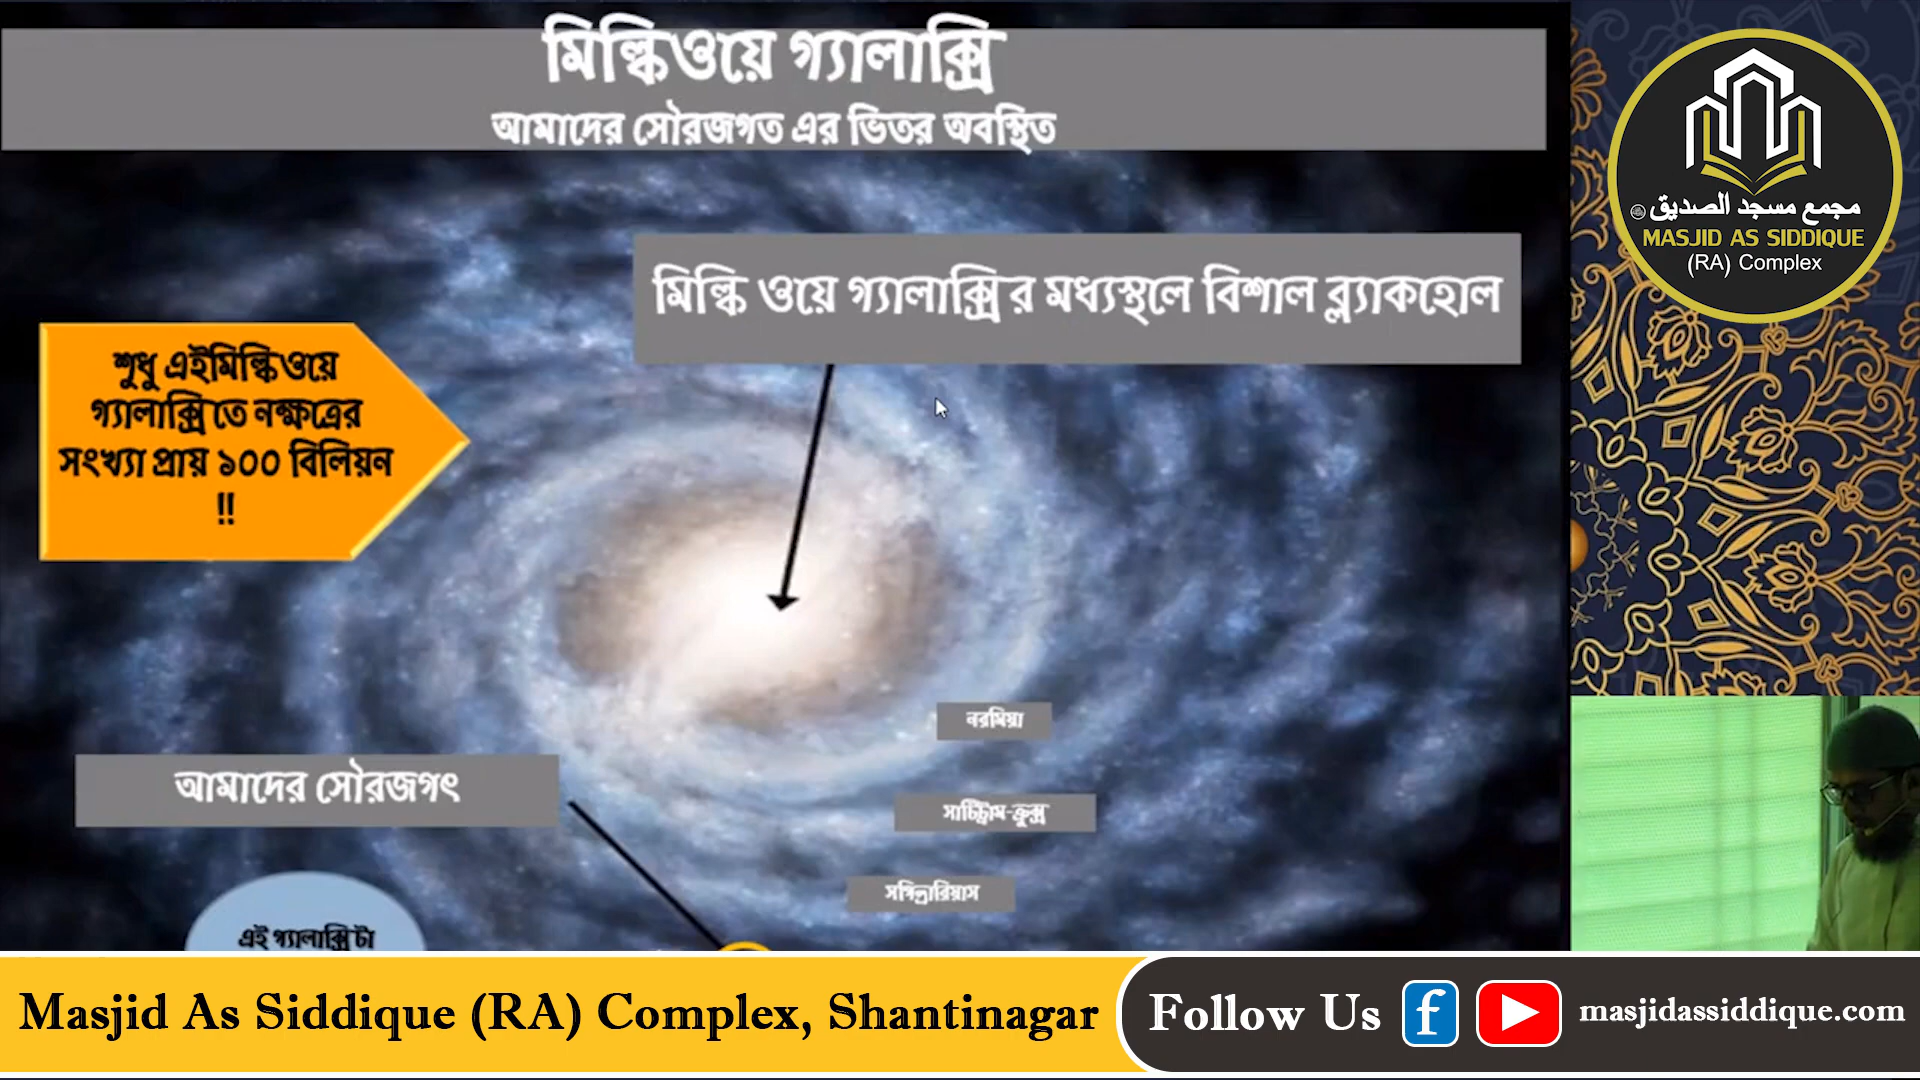 মিল্কিওয়ে গ্যালাক্সি
আমাদের সৌরজগত এর ভিতর অবস্থিত
মিল্কি ওয়ে গ্যালাক্সির মধ্যস্থলে বিশাল ব্ল্যাকহোল
শুধু এইমিল্কিওয়ে
গ্যালাক্সিতে নক্ষত্রের
সংখ্যা প্রায় ১০০ বিলিয়ন
!!
নরমিয়া
আমাদের সৌরজগৎ
সাটিট্রাম-ক্রুক্স
এই গ্যালাক্সিটা
مجمع مسجد الصديق
MASJID AS SIDDIQUE
(RA) Complex
Masjid As Siddique (RA) Complex, Shantinagar
Follow Us
masjidassiddique.com